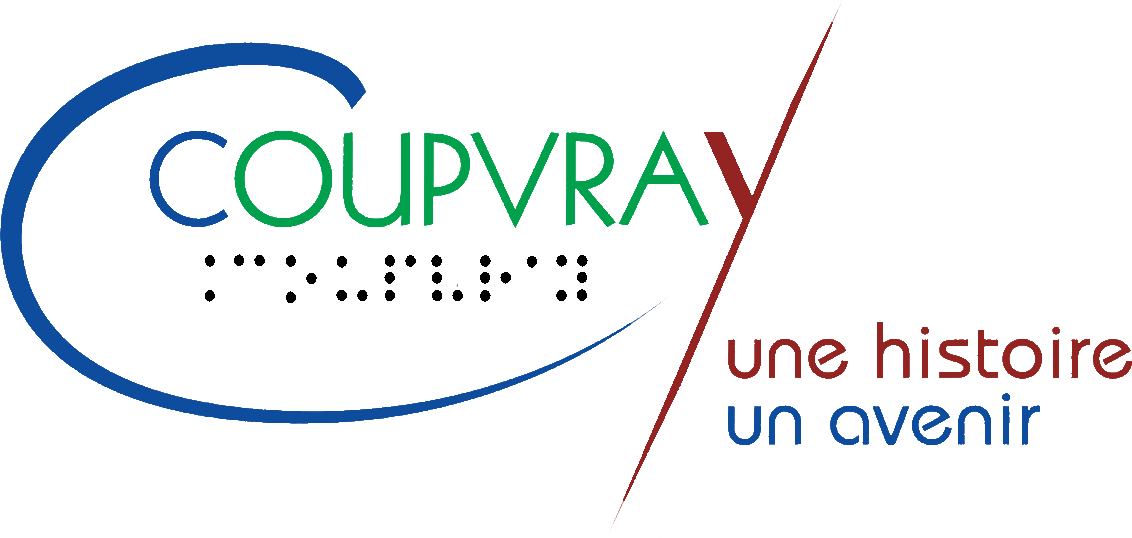 COUPVRAY
⠨⠉⠕⠥⠏⠧⠗⠁⠽
une histoire
un avenir